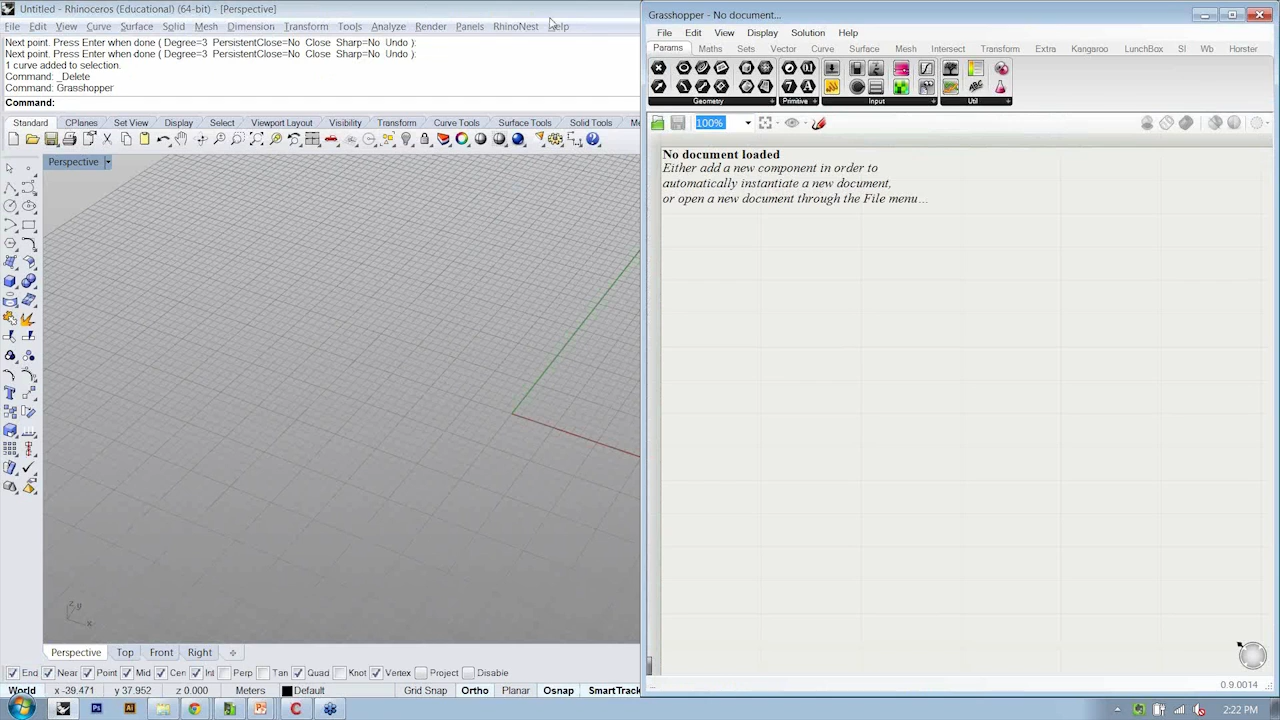 Untitled - Rhinoceros (Educational) (64-bit) - [Perspective]
File Edit View Curve Surface Solid Mesh Dimension Transform Tools Analyze Render Panels RhinoNest Help
Next point. Press Enter when done ( Degree=3 PersistentClose=No Close Sharp=No Undo ):
Next point. Press Enter when done ( Degree=3 PersistentClose=No Close Sharp=No Undo ):
1 curve added to selection.
Command: _Delete
Command: Grasshopper
Command:
Standard CPlanes Set View Display Select Viewport Layout Visibility Transform Curve Tools Surface Tools Solid Tools
Perspective
z y
x
Perspective Top Front Right
End Near Point Mid Cen Int Perp Tan Quad Knot Vertex Project Disable
World x -39.471 y 37.952 z 0.000 Meters Default Grid Snap Ortho Planar Osnap SmartTrack
Grasshopper - No document...
File Edit View Display Solution Help
Params Maths Sets Vector Curve Surface Mesh Intersect Transform Extra Kangaroo LunchBox SI Wb Horster
Geometry Primitive Input Util
100%
No document loaded
Either add a new component in order to
automatically instantiate a new document,
or open a new document through the File menu…
0.9.0014
2:22 PM